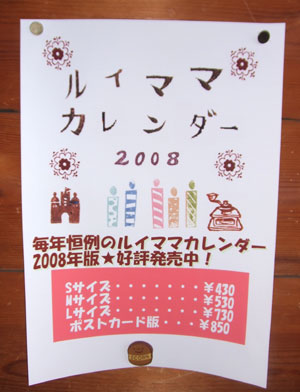 ルイママ
カレンダー
2008
毎年恒例のルイママカレンダー
2008年版★好評発売中！
Sサイズ・・・・・・・￥430
Mサイズ・・・・・・・￥530
Lサイズ・・・・・・・￥730
ポストカード版・・・￥850